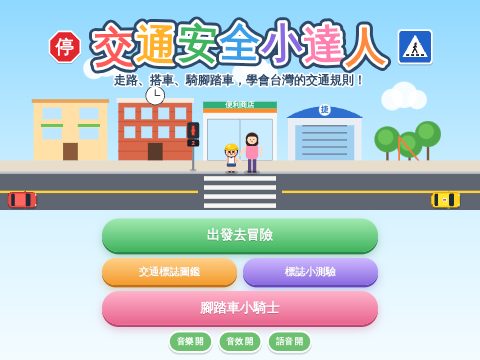 停
交通安全小達人
走路、搭車、騎腳踏車，學會台灣的交通規則！
便利商店
捷
出發去冒險
交通標誌圖鑑
標誌小測驗
腳踏車小騎士
音樂 開
音效 開
語音 開